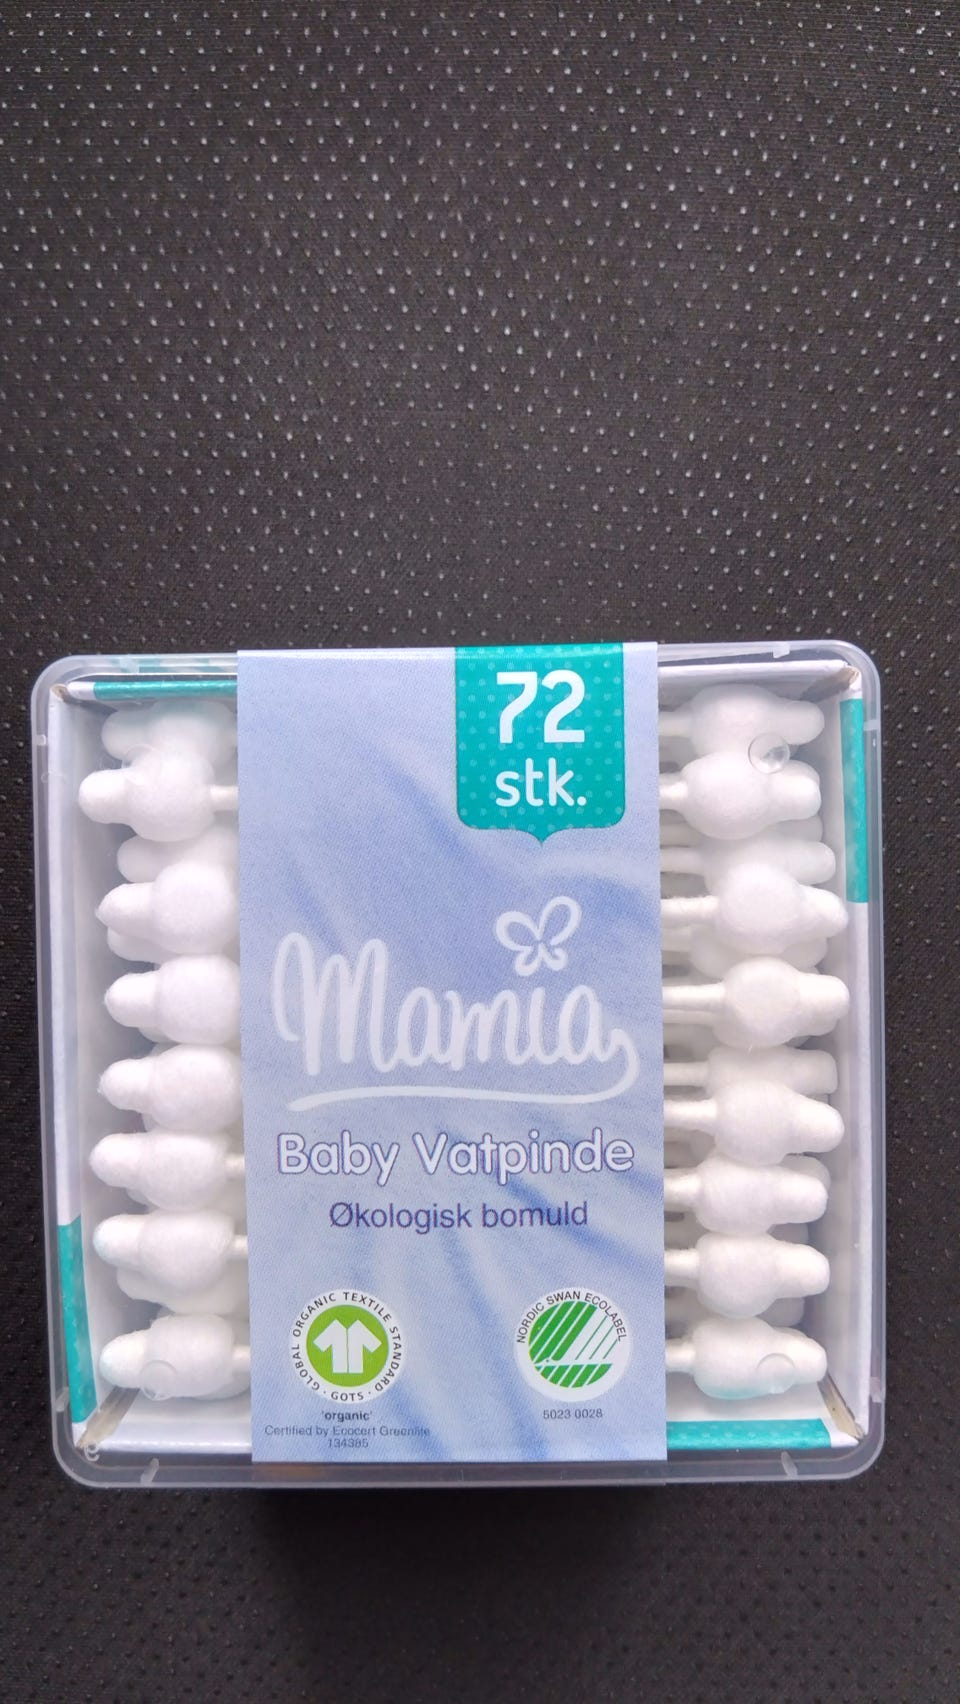 72
stk.
Mamia
Baby Vatpinde
Økologisk bomuld
GLOBAL ORGANIC TEXTILE STANDARD · GOTS ·
NORDIC SWAN ECOLABEL
'organic'
Certified by Ecocert Greenlife
134385
5023 0028